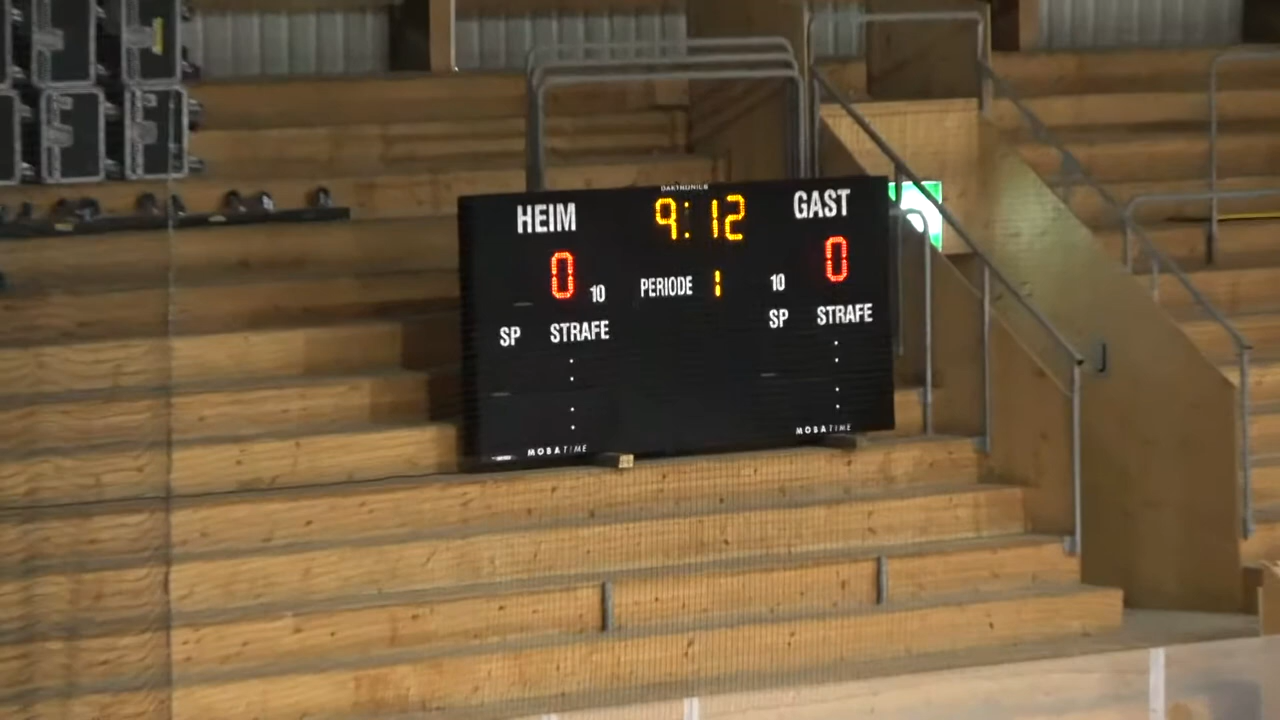 DAKTRONICS
HEIM 9:12 GAST
0 10 PERIODE 1 10 0
SP STRAFE SP STRAFE
MOBATIME MOBATIME